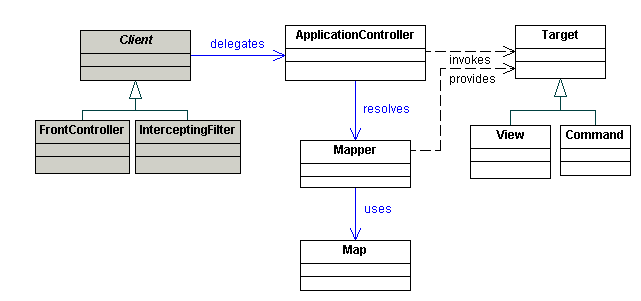 Client
ApplicationController
Target
delegates
invokes
provides
resolves
FrontController
InterceptingFilter
View
Command
Mapper
uses
Map